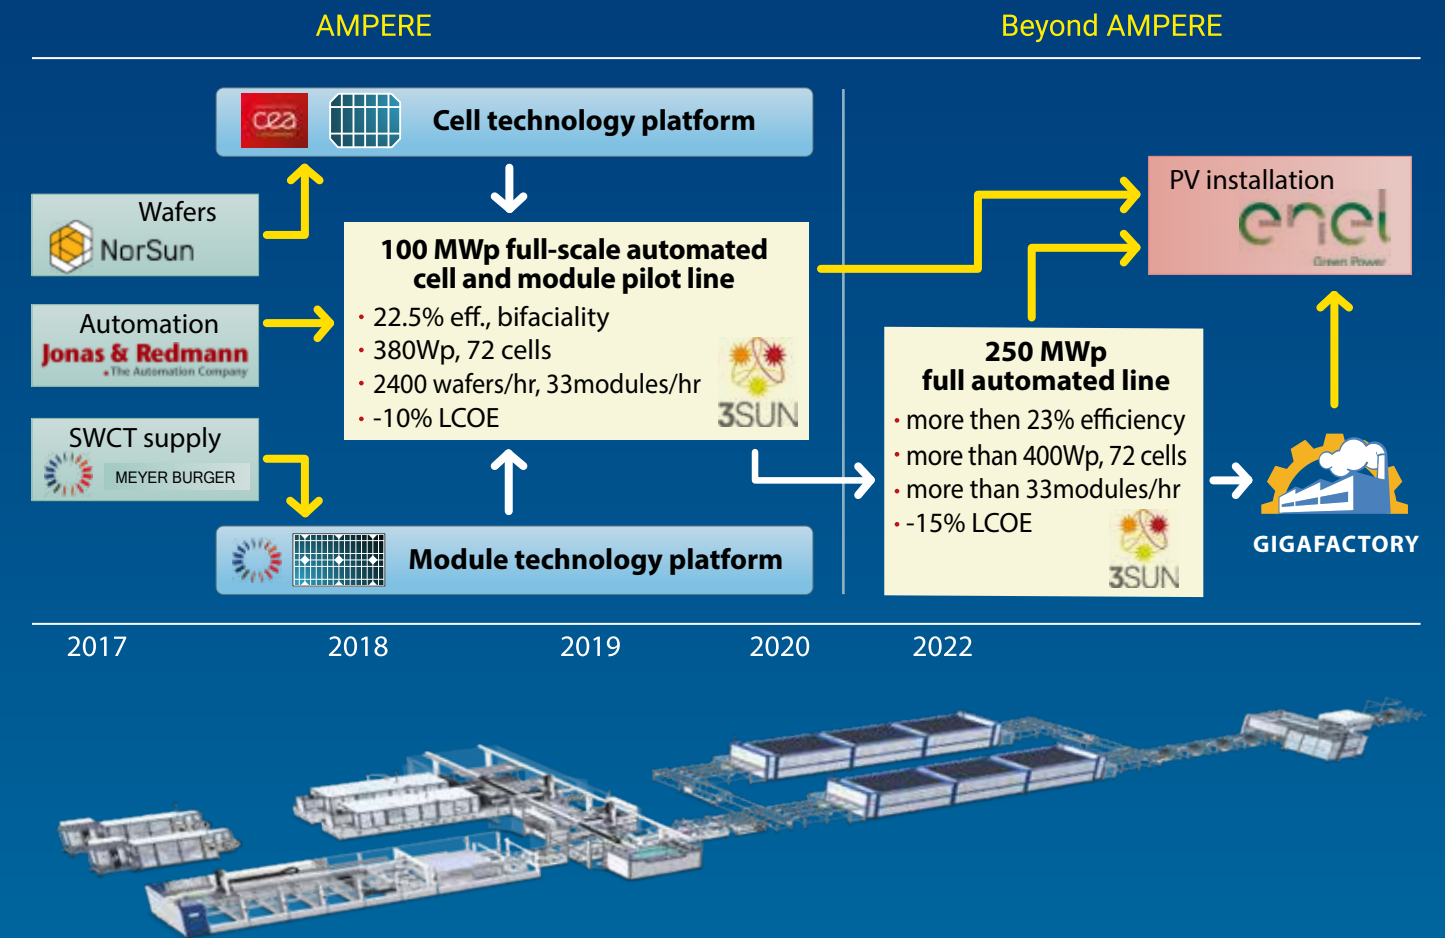 AMPERE
Beyond AMPERE
cea
Cell technology platform
Wafers
NorSun
Automation
Jonas & Redmann
The Automation Company
SWCT supply
MEYER BURGER
100 MWp full-scale automated
cell and module pilot line
• 22.5% eff., bifaciality
• 380Wp, 72 cells
• 2400 wafers/hr, 33modules/hr
• -10% LCOE
3SUN
Module technology platform
PV installation
enel
Green Power
250 MWp
full automated line
• more then 23% efficiency
• more than 400Wp, 72 cells
• more than 33modules/hr
• -15% LCOE
3SUN
GIGAFACTORY
2017
2018
2019
2020
2022